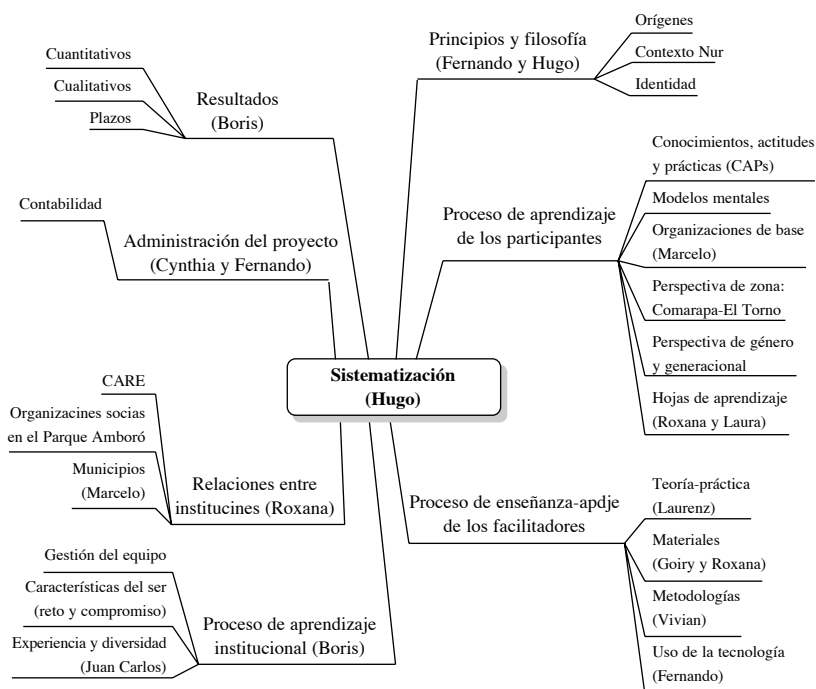 Sistematización
(Hugo)
Principios y filosofía
(Fernando y Hugo)
Orígenes
Contexto Nur
Identidad
Proceso de aprendizaje
de los participantes
Conocimientos, actitudes
y prácticas (CAPs)
Modelos mentales
Organizaciones de base
(Marcelo)
Perspectiva de zona:
Comarapa-El Torno
Perspectiva de género
y generacional
Hojas de aprendizaje
(Roxana y Laura)
Proceso de enseñanza-apdje
de los facilitadores
Teoría-práctica
(Laurenz)
Materiales
(Goiry y Roxana)
Metodologías
(Vivian)
Uso de la tecnología
(Fernando)
Resultados
(Boris)
Cuantitativos
Cualitativos
Plazos
Administración del proyecto
(Cynthia y Fernando)
Contabilidad
Relaciones entre
institucines (Roxana)
CARE
Organizacines socias
en el Parque Amboró
Municipios
(Marcelo)
Proceso de aprendizaje
institucional (Boris)
Gestión del equipo
Características del ser
(reto y compromiso)
Experiencia y diversidad
(Juan Carlos)